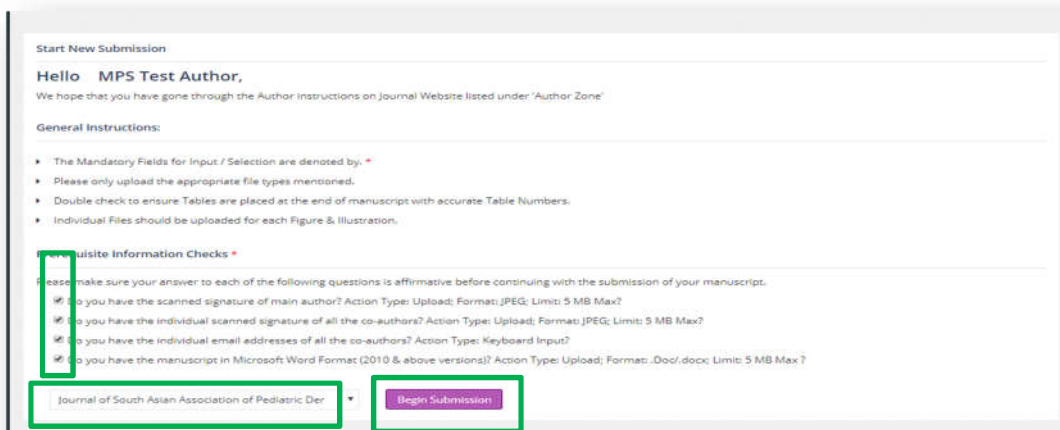 Start New Submission
Hello MPS Test Author,
We hope that you have gone through the Author instructions on Journal Website listed under 'Author Zone'
General Instructions:
The Mandatory Fields for Input / Selection are denoted by. *
Please only upload the appropriate file types mentioned.
Double check to ensure Tables are placed at the end of manuscript with accurate Table Numbers.
Individual Files should be uploaded for each Figure & Illustration.
Prerequisite Information Checks *
Please make sure your answer to each of the following questions is affirmative before continuing with the submission of your manuscript.
Do you have the scanned signature of main author? Action Type: Upload; Format: JPEG; Limit: 5 MB Max?
Do you have the individual scanned signature of all the co-authors? Action Type: Upload; Format: JPEG; Limit: 5 MB Max?
Do you have the individual email addresses of all the co-authors? Action Type: Keyboard Input?
Do you have the manuscript in Microsoft Word Format (2010 & above versions)? Action Type: Upload; Format: .Doc/.docx; Limit: 5 MB Max ?
Journal of South Asian Association of Pediatric Der
Begin Submission